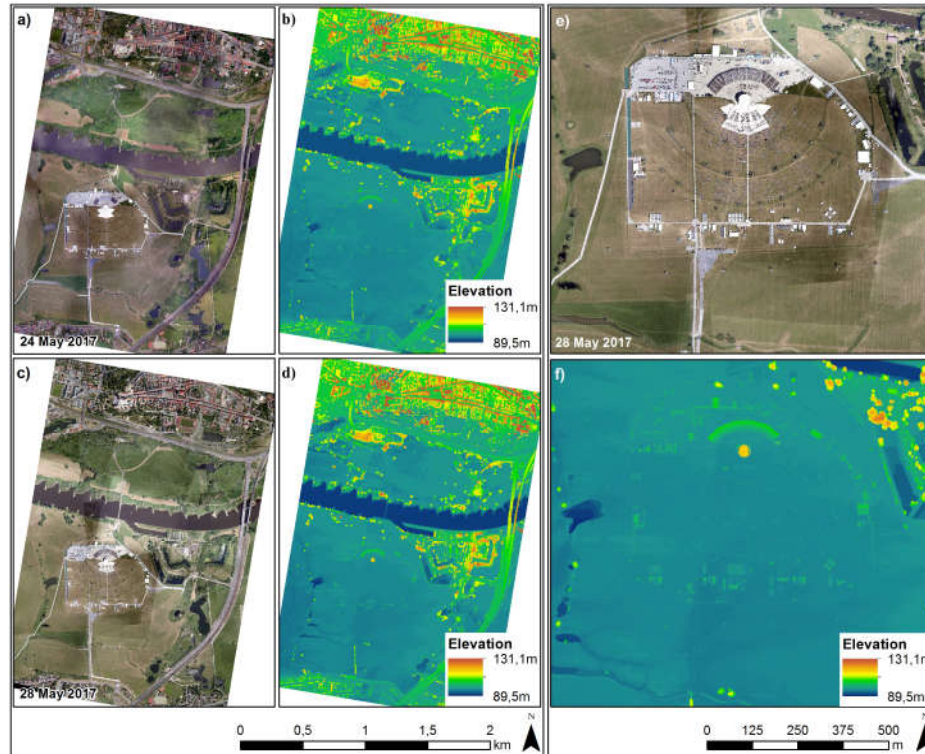 a)
24 May 2017
b)
Elevation
131,1m
89,5m
c)
28 May 2017
d)
Elevation
131,1m
89,5m
0 0,5 1 1,5 2
km
N
e)
28 May 2017
f)
Elevation
131,1m
89,5m
0 125 250 375 500
m
N